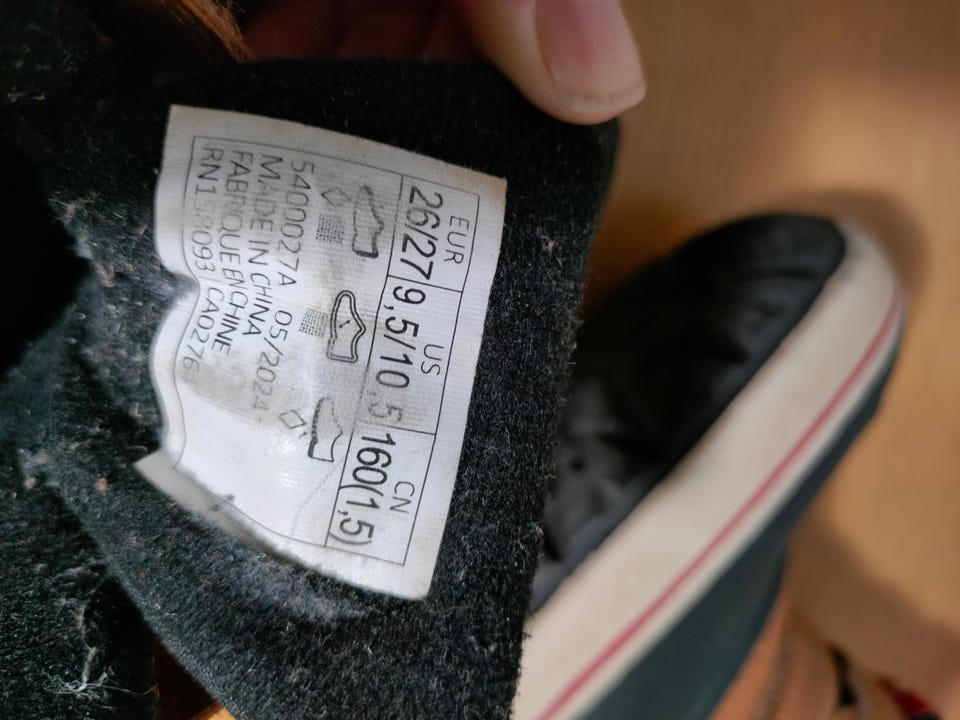 EUR US CN
26/27 9,5/10,5 160(1,5)
5400027A 05/2024
MADE IN CHINA
FABRIQUE EN CHINE
RN158093 CA0276